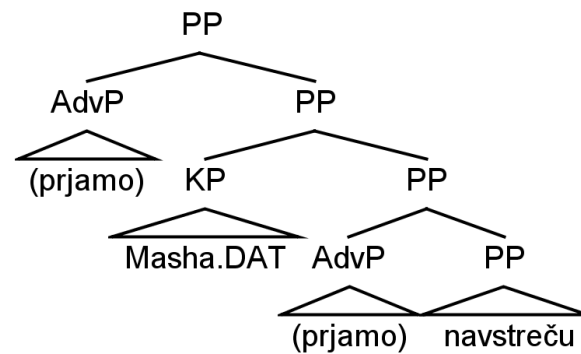 PP
AdvP PP
(prjamo) KP PP
Masha.DAT AdvP PP
(prjamo) navstreču